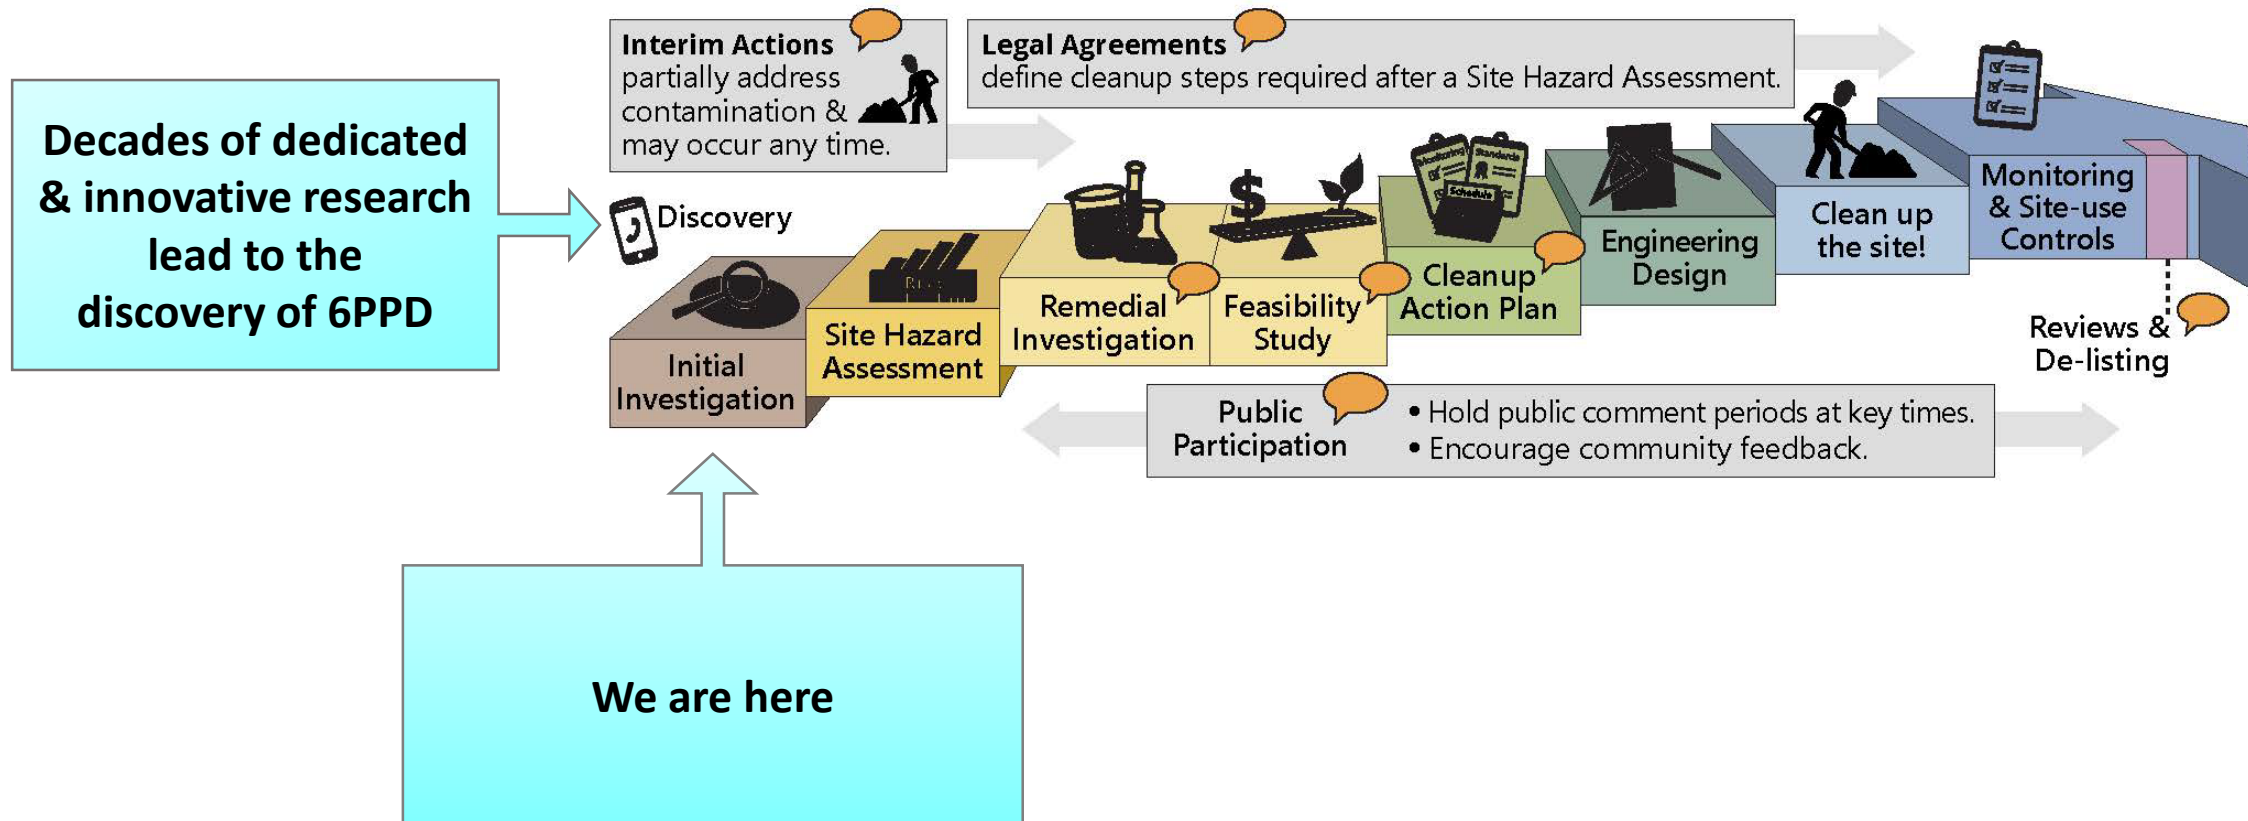 Decades of dedicated
& innovative research
lead to the
discovery of 6PPD
Interim Actions
partially address
contamination &
may occur any time.
Legal Agreements
define cleanup steps required after a Site Hazard Assessment.
Discovery
Initial
Investigation
Site Hazard
Assessment
Remedial
Investigation
Feasibility
Study
$
Monitoring
Standards
Schedule
Cleanup
Action Plan
Engineering
Design
Clean up
the site!
Monitoring
& Site-use
Controls
Reviews &
De-listing
Public
Participation
• Hold public comment periods at key times.
• Encourage community feedback.
We are here